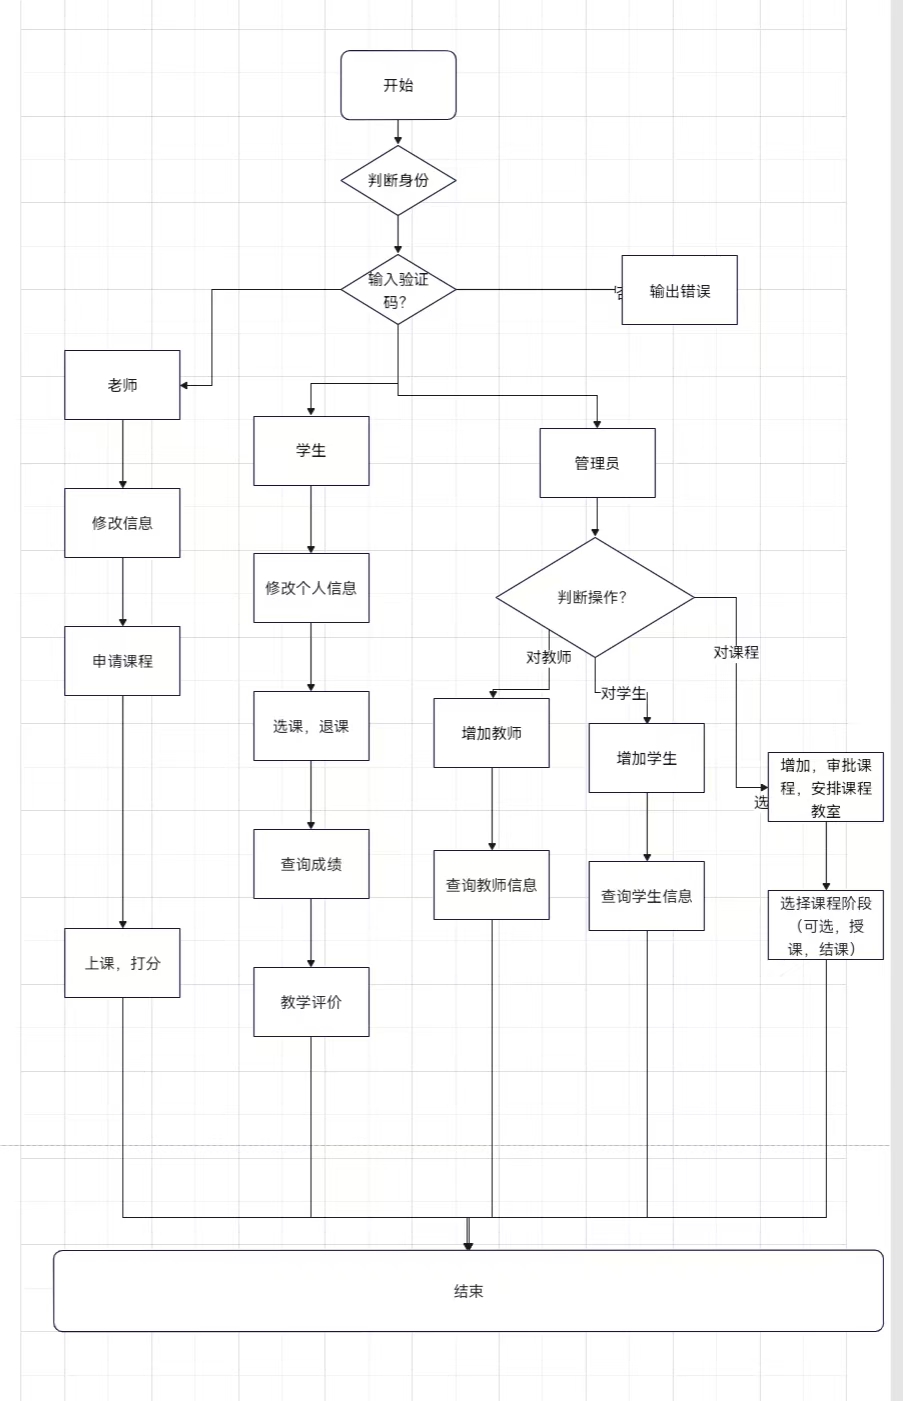 开始
判断身份
输入验证
码？
否
输出错误
老师
学生
管理员
修改信息
修改个人信息
判断操作？
申请课程
对教师
对课程
选课，退课
对学生
增加教师
增加学生
增加，审批课
程，安排课程
教室
选
查询成绩
查询教师信息
查询学生信息
选择课程阶段
（可选，授
课，结课）
上课，打分
教学评价
结束